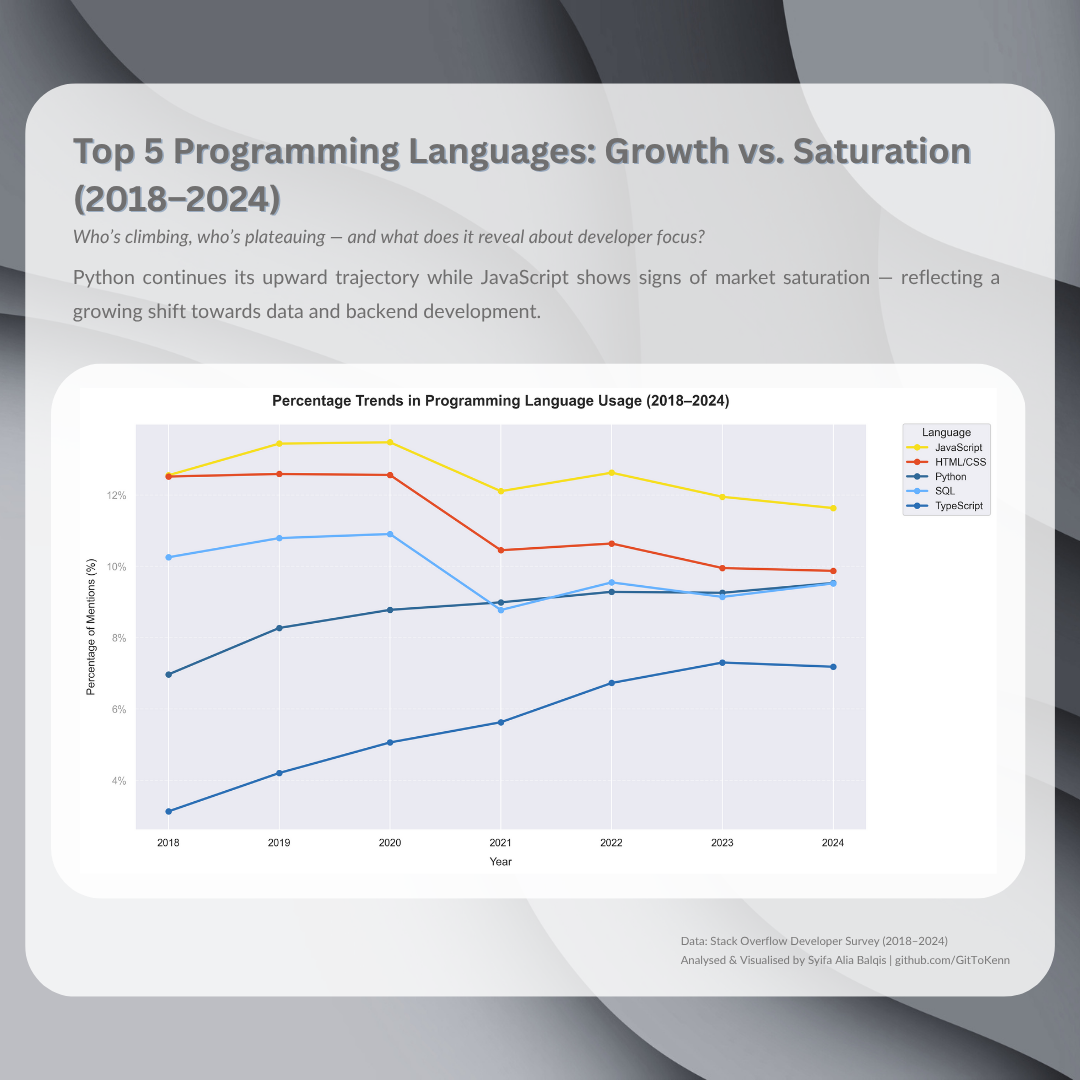 Top 5 Programming Languages: Growth vs. Saturation
(2018–2024)
Who's climbing, who's plateauing — and what does it reveal about developer focus?
Python continues its upward trajectory while JavaScript shows signs of market saturation — reflecting a
growing shift towards data and backend development.
Percentage Trends in Programming Language Usage (2018–2024)
Language
JavaScript
HTML/CSS
Python
SQL
TypeScript
Percentage of Mentions (%)
12%
10%
8%
6%
4%
2018 2019 2020 2021 2022 2023 2024
Year
Data: Stack Overflow Developer Survey (2018–2024)
Analysed & Visualised by Syifa Alia Balqis | github.com/GitToKenn